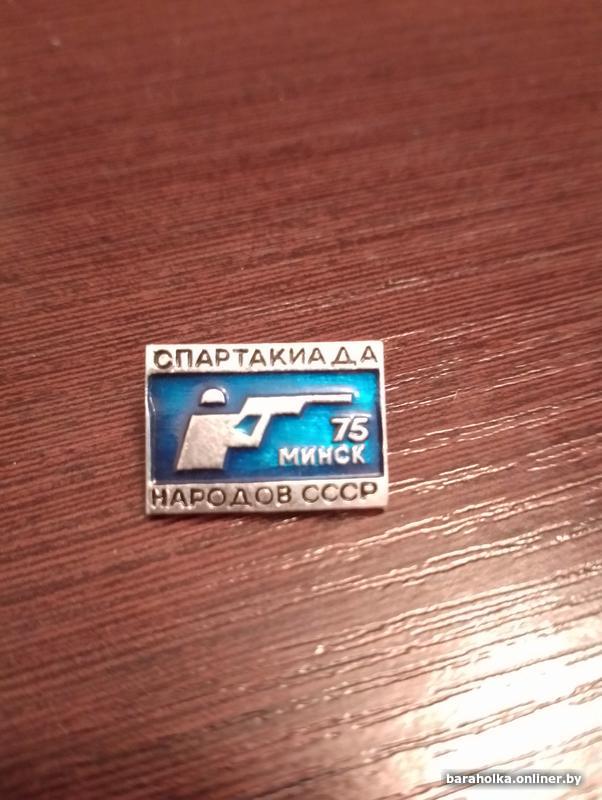 СПАРТАКИАДА
75
МИНСК
НАРОДОВ СССР
baraholka.onliner.by